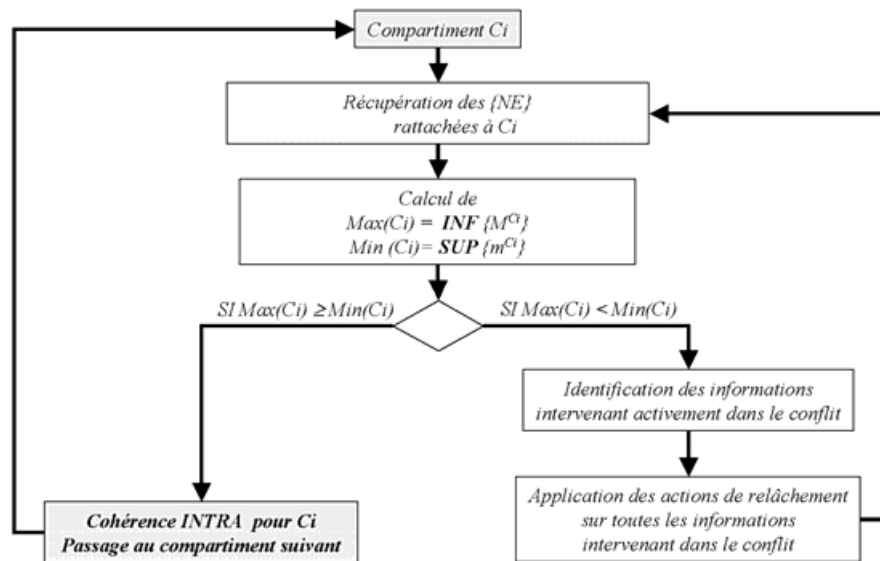 Compartiment Ci
Récupération des {NE}
rattachées à Ci
Calcul de
Max(Ci) = INF {M^Ci}
Min (Ci)= SUP {m^Ci}
SI Max(Ci) ≥Min(Ci)
SI Max(Ci) < Min(Ci)
Identification des informations
intervenant activement dans le conflit
Application des actions de relâchement
sur toutes les informations
intervenant dans le conflit
Cohérence INTRA pour Ci
Passage au compartiment suivant